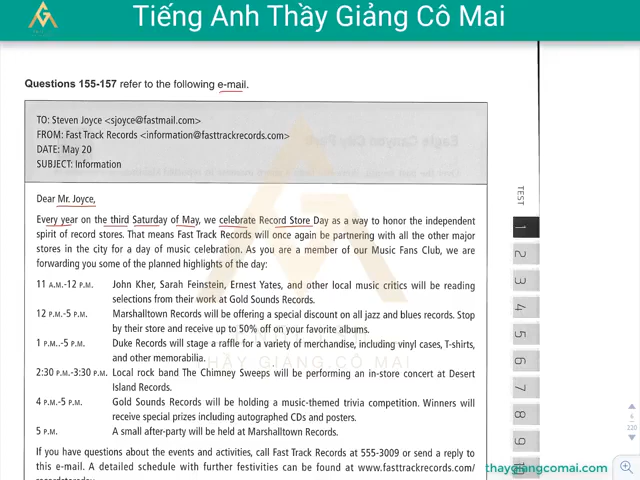 Tiếng Anh Thầy Giảng Cô Mai
Questions 155-157 refer to the following e-mail.
TO: Steven Joyce <sjoyce@fastmail.com>
FROM: Fast Track Records <information@fasttrackrecords.com>
DATE: May 20
SUBJECT: Information
Dear Mr. Joyce,
Every year on the third Saturday of May, we celebrate Record Store Day as a way to honor the independent
spirit of record stores. That means Fast Track Records will once again be partnering with all the other major
stores in the city for a day of music celebration. As you are a member of our Music Fans Club, we are
forwarding you some of the planned highlights of the day:
11 A.M.-12 P.M. John Kher, Sarah Feinstein, Ernest Yates, and other local music critics will be reading
selections from their work at Gold Sounds Records.
12 P.M.-5 P.M. Marshalltown Records will be offering a special discount on all jazz and blues records. Stop
by their store and receive up to 50% off on your favorite albums.
1 P.M..-5 P.M. Duke Records will stage a raffle for a variety of merchandise, including vinyl cases, T-shirts,
and other memorabilia.
THẦY GIẢNG CÔ MAI
2:30 P.M.-3:30 P.M. Local rock band The Chimney Sweeps will be performing an in-store concert at Desert
Island Records.
4 P.M.-5 P.M. Gold Sounds Records will be holding a music-themed trivia competition. Winners will
receive special prizes including autographed CDs and posters.
5 P.M. A small after-party will be held at Marshalltown Records.
If you have questions about the events and activities, call Fast Track Records at 555-3009 or send a reply to
this e-mail. A detailed schedule with further festivities can be found at www.fasttrackrecords.com/
TEST
1
2
3
4
5
6
7
8
9
10
6
220
thaygiangcomai.com